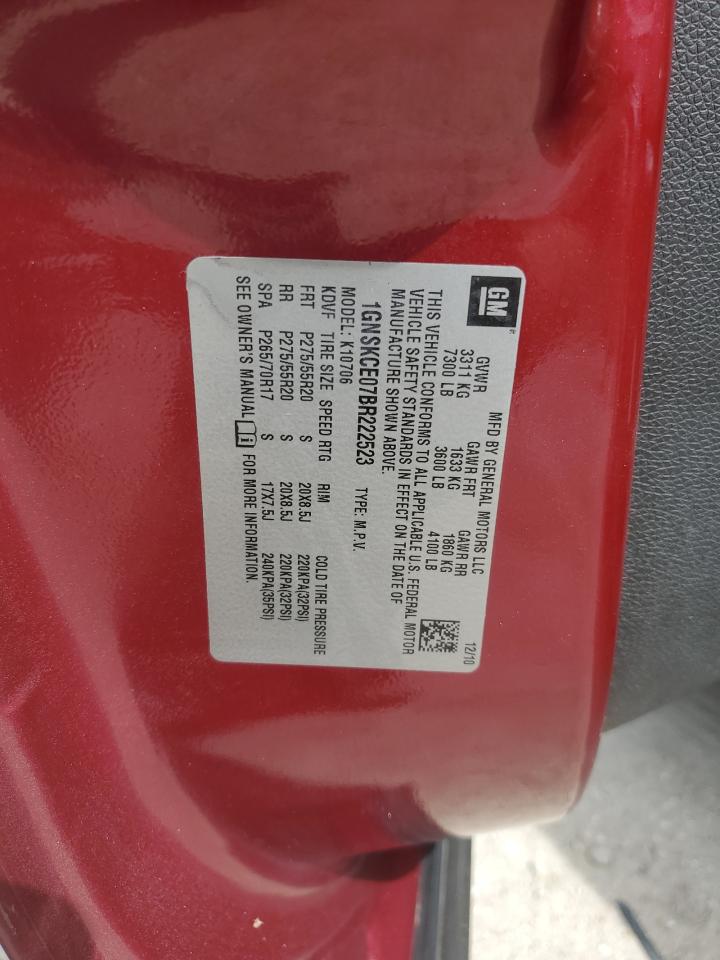 GM
MFD BY GENERAL MOTORS LLC 12/10
GVWR GAWR FRT GAWR RR
3311 KG 1633 KG 1860 KG
7300 LB 3600 LB 4100 LB
THIS VEHICLE CONFORMS TO ALL APPLICABLE U.S. FEDERAL MOTOR
VEHICLE SAFETY STANDARDS IN EFFECT ON THE DATE OF
MANUFACTURE SHOWN ABOVE.
1GNSKCE07BR222523 TYPE: M.P.V.
MODEL: K10706
KDVF TIRE SIZE SPEED RTG RIM COLD TIRE PRESSURE
FRT P275/55R20 S 20X8.5J 220KPA(32PSI)
RR P275/55R20 S 20X8.5J 220KPA(32PSI)
SPA P265/70R17 S 17X7.5J 240KPA(35PSI)
SEE OWNER'S MANUAL FOR MORE INFORMATION.